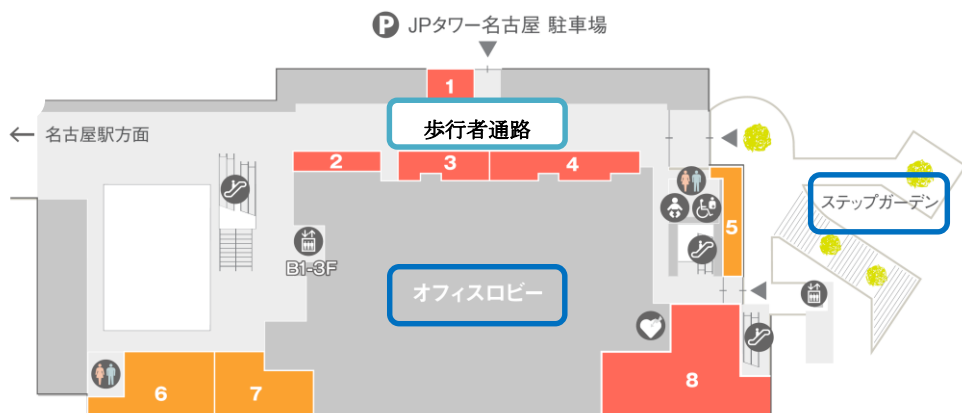 P JPタワー名古屋 駐車場
1
← 名古屋駅方面
歩行者通路
2
3
4
5
ステップガーデン
B1-3F
オフィスロビー
6
7
8